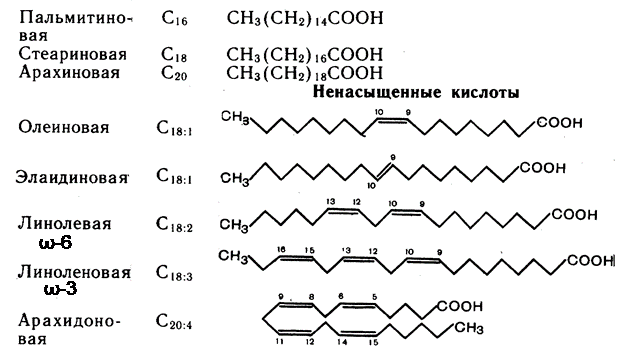 Пальмитино- C₁₆ CH₃(CH₂)₁₄COOH
вая
Стеариновая C₁₈ CH₃(CH₂)₁₆COOH
Арахиновая C₂₀ CH₃(CH₂)₁₈COOH
Ненасыщенные кислоты
Олеиновая C₁₈:₁ CH₃ 10 9 COOH
Элаидиновая C₁₈:₁ CH₃ 10 9 COOH
Линолевая C₁₈:₂ CH₃ 13 12 10 9 COOH
ω-6
Линоленовая C₁₈:₃ CH₃ 16 15 13 12 10 9 COOH
ω-3
Арахидоно- C₂₀:₄ 9 8 6 5 COOH
вая 11 12 14 15 CH₃